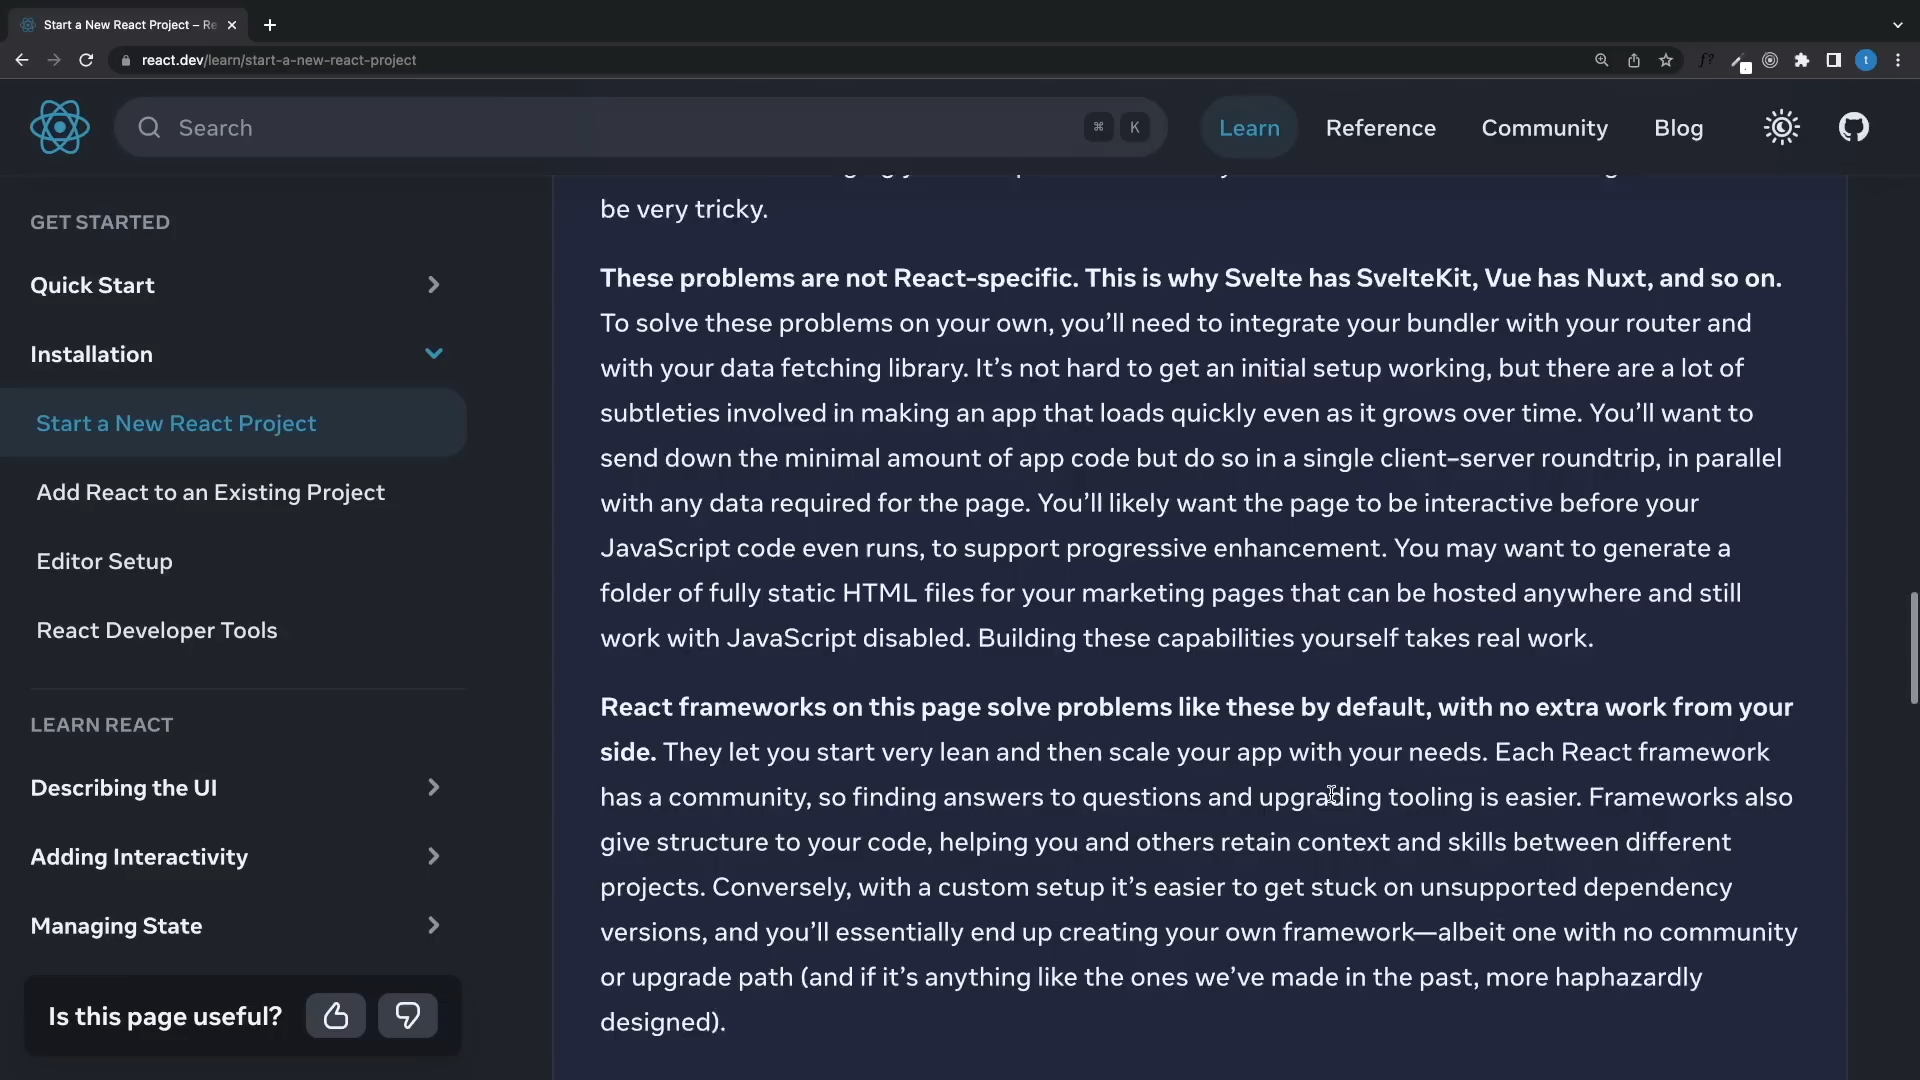 Start a New React Project – Re
react.dev/learn/start-a-new-react-project
t
Search
⌘ K
Learn
Reference
Community
Blog
GET STARTED
Quick Start
Installation
Start a New React Project
Add React to an Existing Project
Editor Setup
React Developer Tools
LEARN REACT
Describing the UI
Adding Interactivity
Managing State
Is this page useful?
be very tricky.
These problems are not React-specific. This is why Svelte has SvelteKit, Vue has Nuxt, and so on.
To solve these problems on your own, you’ll need to integrate your bundler with your router and
with your data fetching library. It’s not hard to get an initial setup working, but there are a lot of
subtleties involved in making an app that loads quickly even as it grows over time. You’ll want to
send down the minimal amount of app code but do so in a single client–server roundtrip, in parallel
with any data required for the page. You’ll likely want the page to be interactive before your
JavaScript code even runs, to support progressive enhancement. You may want to generate a
folder of fully static HTML files for your marketing pages that can be hosted anywhere and still
work with JavaScript disabled. Building these capabilities yourself takes real work.
React frameworks on this page solve problems like these by default, with no extra work from your
side. They let you start very lean and then scale your app with your needs. Each React framework
has a community, so finding answers to questions and upgrading tooling is easier. Frameworks also
give structure to your code, helping you and others retain context and skills between different
projects. Conversely, with a custom setup it’s easier to get stuck on unsupported dependency
versions, and you’ll essentially end up creating your own framework—albeit one with no community
or upgrade path (and if it’s anything like the ones we’ve made in the past, more haphazardly
designed).